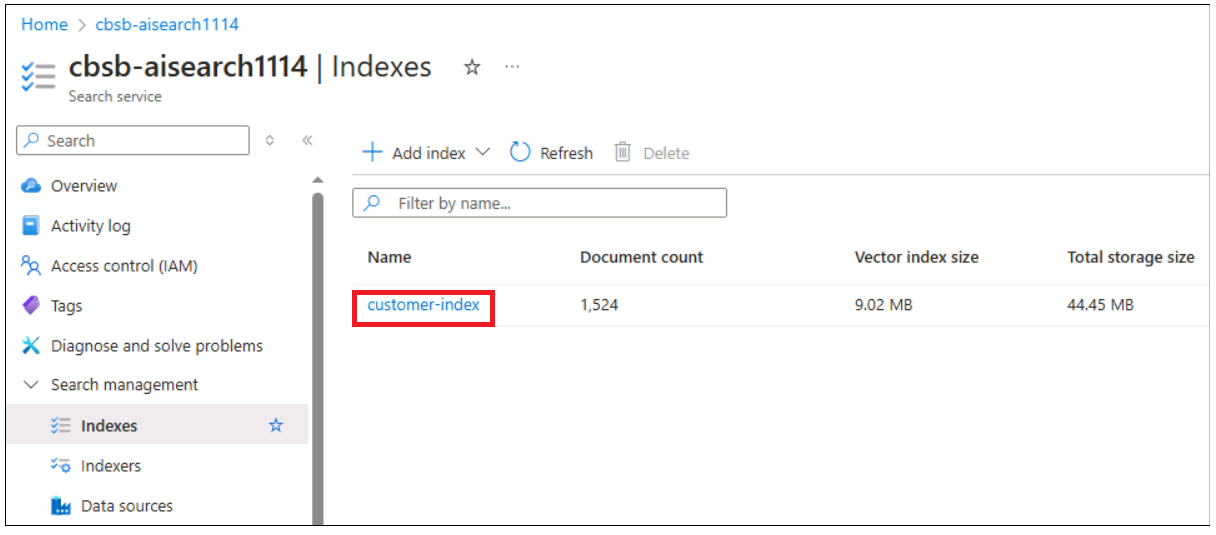 Home > cbsb-aisearch1114
cbsb-aisearch1114 | Indexes
Search service
Search
Overview
Activity log
Access control (IAM)
Tags
Diagnose and solve problems
Search management
Indexes
Indexers
Data sources
Add index Refresh Delete
Filter by name...
Name Document count Vector index size Total storage size
customer-index 1,524 9.02 MB 44.45 MB